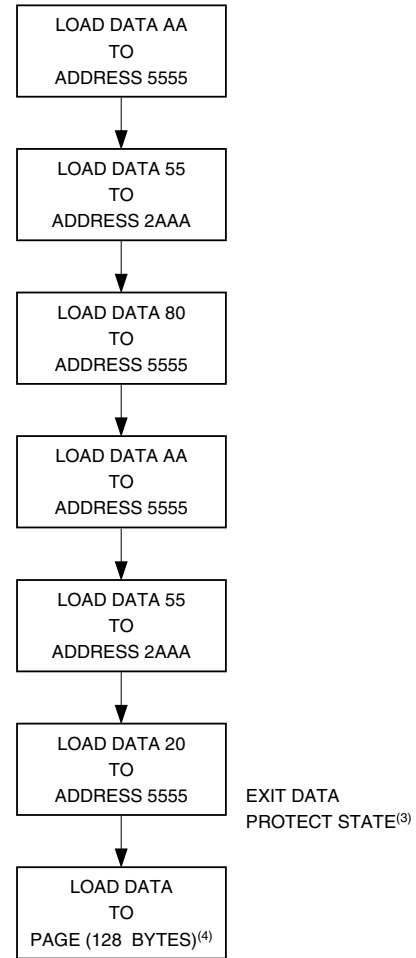 LOAD DATA AA
TO
ADDRESS 5555
LOAD DATA 55
TO
ADDRESS 2AAA
LOAD DATA 80
TO
ADDRESS 5555
LOAD DATA AA
TO
ADDRESS 5555
LOAD DATA 55
TO
ADDRESS 2AAA
LOAD DATA 20
TO
ADDRESS 5555
EXIT DATA
PROTECT STATE(3)
LOAD DATA
TO
PAGE (128 BYTES)(4)